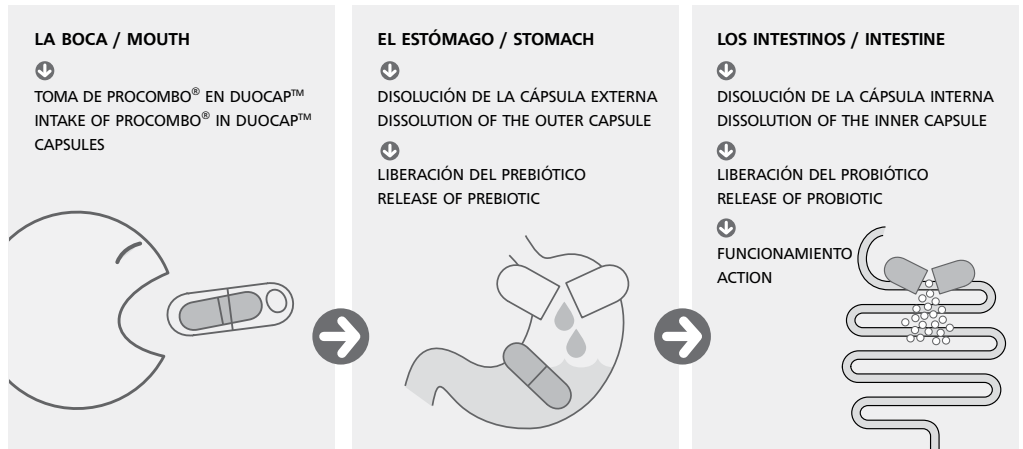 LA BOCA / MOUTH
TOMA DE PROCOMBO® EN DUOCAP™
INTAKE OF PROCOMBO® IN DUOCAP™
CAPSULES
EL ESTÓMAGO / STOMACH
DISOLUCIÓN DE LA CÁPSULA EXTERNA
DISSOLUTION OF THE OUTER CAPSULE
LIBERACIÓN DEL PREBIÓTICO
RELEASE OF PREBIOTIC
LOS INTESTINOS / INTESTINE
DISOLUCIÓN DE LA CÁPSULA INTERNA
DISSOLUTION OF THE INNER CAPSULE
LIBERACIÓN DEL PROBIÓTICO
RELEASE OF PROBIOTIC
FUNCIONAMIENTO
ACTION